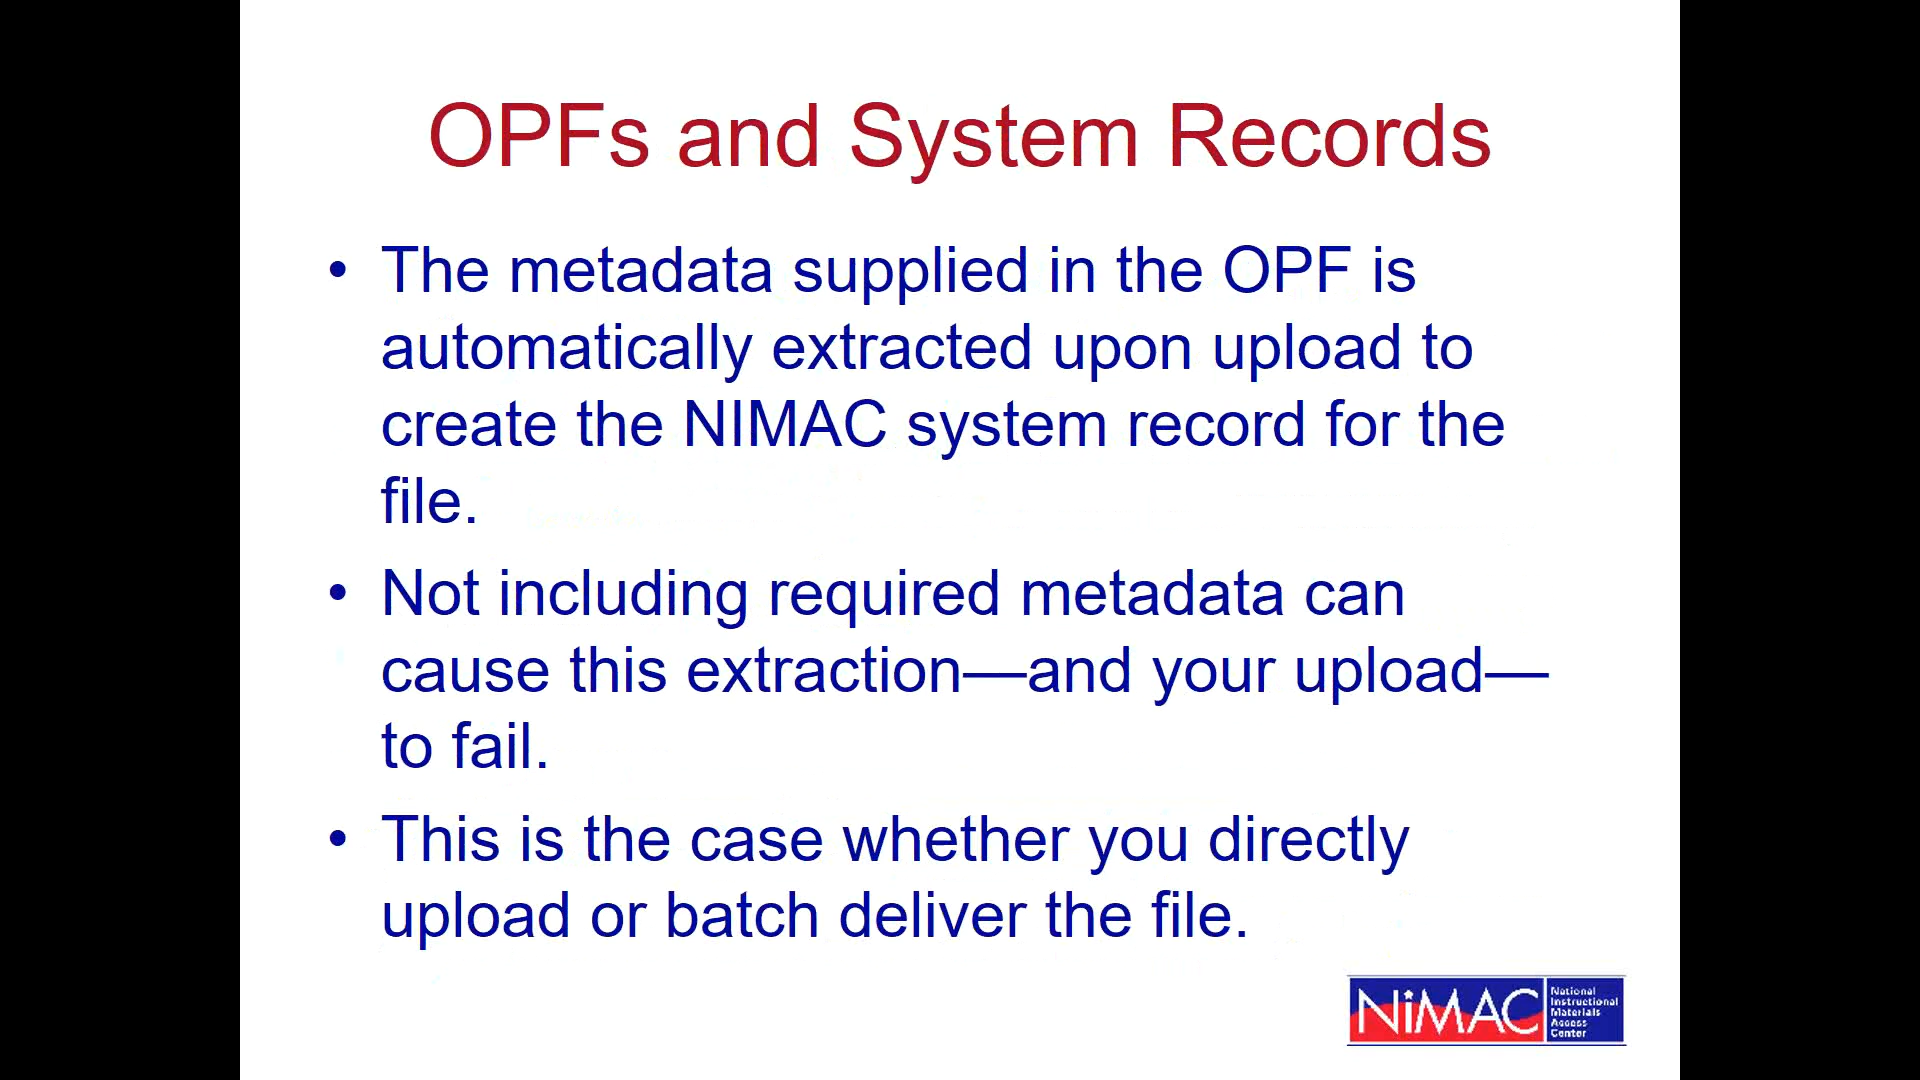 OPFs and System Records
• The metadata supplied in the OPF is
automatically extracted upon upload to
create the NIMAC system record for the
file.
• Not including required metadata can
cause this extraction—and your upload—
to fail.
• This is the case whether you directly
upload or batch deliver the file.
NiMAC
National
Instructional
Materials
Access
Center